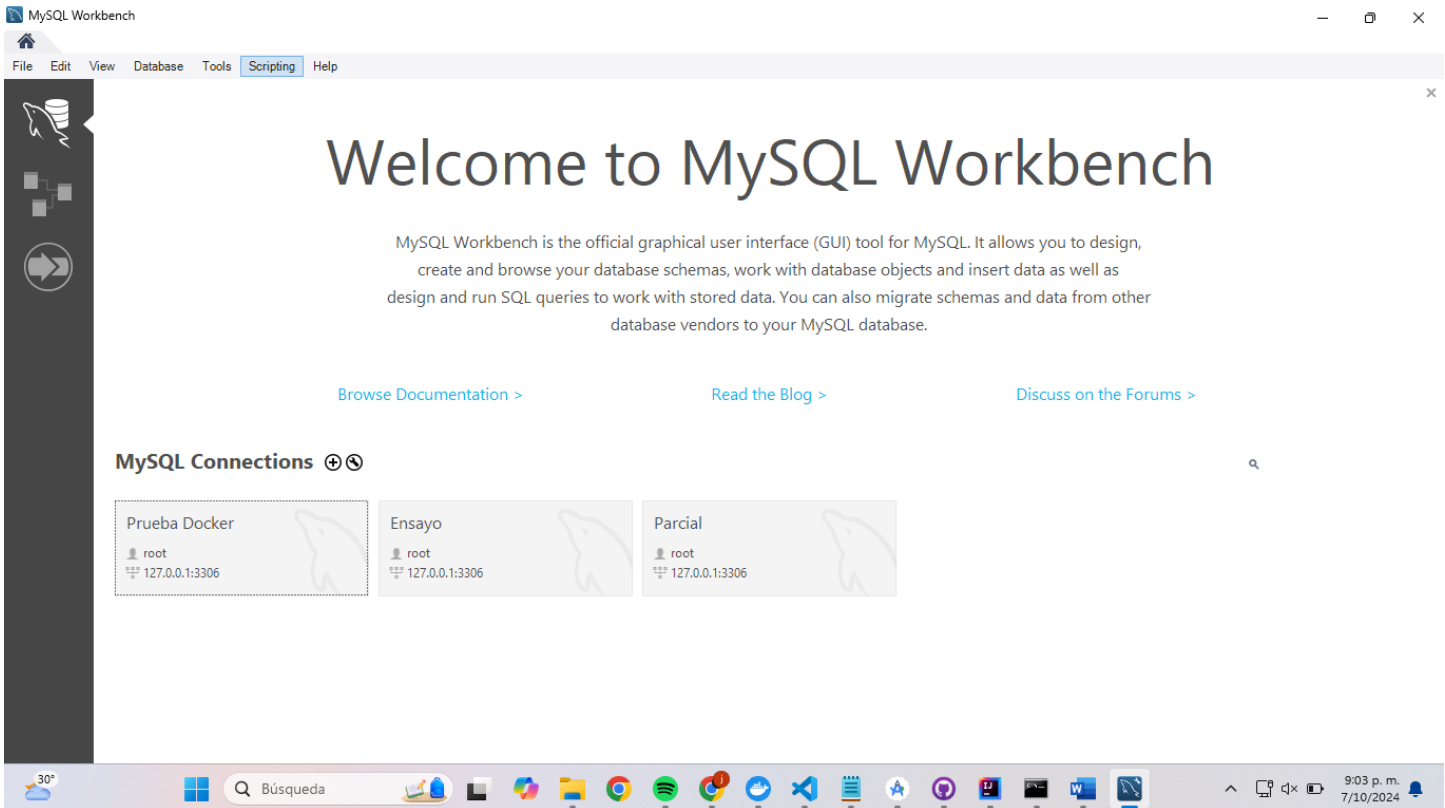 MySQL Workbench
File Edit View Database Tools Scripting Help
Welcome to MySQL Workbench
MySQL Workbench is the official graphical user interface (GUI) tool for MySQL. It allows you to design,
create and browse your database schemas, work with database objects and insert data as well as
design and run SQL queries to work with stored data. You can also migrate schemas and data from other
database vendors to your MySQL database.
Browse Documentation > Read the Blog > Discuss on the Forums >
MySQL Connections
Prueba Docker
root
127.0.0.1:3306
Ensayo
root
127.0.0.1:3306
Parcial
root
127.0.0.1:3306
30°
Búsqueda
9:03 p. m.
7/10/2024